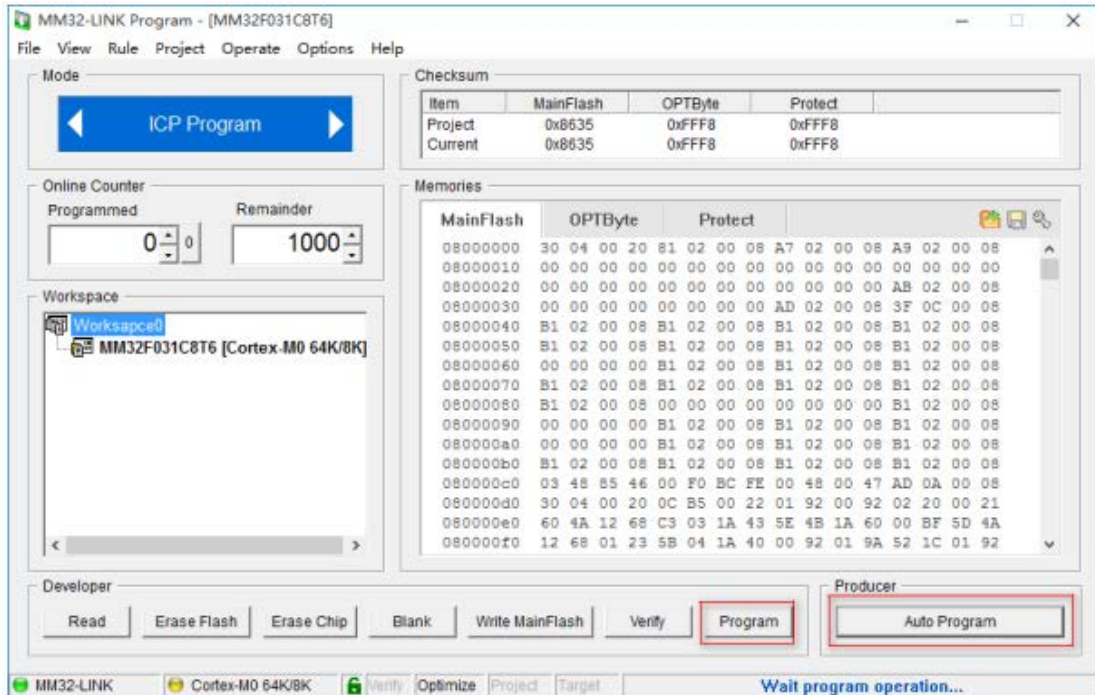 MM32-LINK Program - [MM32F031C8T6]
File View Rule Project Operate Options Help
Mode
ICP Program
Checksum
Item MainFlash OPTByte Protect
Project 0x8635 0xFFF8 0xFFF8
Current 0x8635 0xFFF8 0xFFF8
Online Counter
Programmed Remainder
0 0 1000
Workspace
Worksapce0
MM32F031C8T6 [Cortex-M0 64K/8K]
Memories
MainFlash OPTByte Protect
08000000 30 04 00 20 81 02 00 08 A7 02 00 08 A9 02 00 08
08000010 00 00 00 00 00 00 00 00 00 00 00 00 00 00 00 00
08000020 00 00 00 00 00 00 00 00 00 00 00 00 AB 02 00 08
08000030 00 00 00 00 00 00 00 00 AD 02 00 08 3F 0C 00 08
08000040 B1 02 00 08 B1 02 00 08 B1 02 00 08 B1 02 00 08
08000050 B1 02 00 08 B1 02 00 08 B1 02 00 08 B1 02 00 08
08000060 00 00 00 00 B1 02 00 08 B1 02 00 08 B1 02 00 08
08000070 B1 02 00 08 B1 02 00 08 B1 02 00 08 B1 02 00 08
08000080 B1 02 00 08 00 00 00 00 00 00 00 00 B1 02 00 08
08000090 00 00 00 00 B1 02 00 08 B1 02 00 08 B1 02 00 08
080000a0 00 00 00 00 B1 02 00 08 B1 02 00 08 B1 02 00 08
080000b0 B1 02 00 08 B1 02 00 08 B1 02 00 08 B1 02 00 08
080000c0 03 48 85 46 00 F0 BC FE 00 48 00 47 AD 0A 00 08
080000d0 30 04 00 20 0C B5 00 22 01 92 00 92 02 20 00 21
080000e0 60 4A 12 68 C3 03 1A 43 5E 4B 1A 60 00 BF 5D 4A
080000f0 12 68 01 23 5B 04 1A 40 00 92 01 9A 52 1C 01 92
Developer
Read Erase Flash Erase Chip Blank Write MainFlash Verify Program
Producer
Auto Program
MM32-LINK Cortex-M0 64K/8K Verify Optimize Project Target Wait program operation...